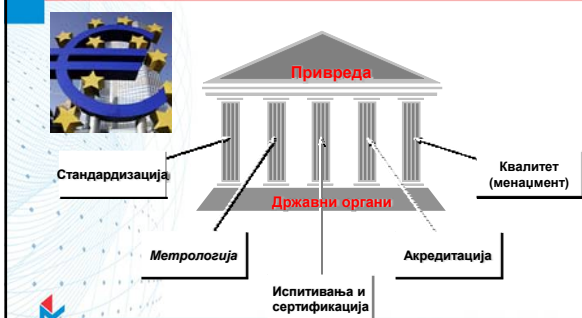 Привреда
Стандардизација
Квалитет
(менаџмент)
Државни органи
Метрологија
Акредитација
Испитивања и
сертификација